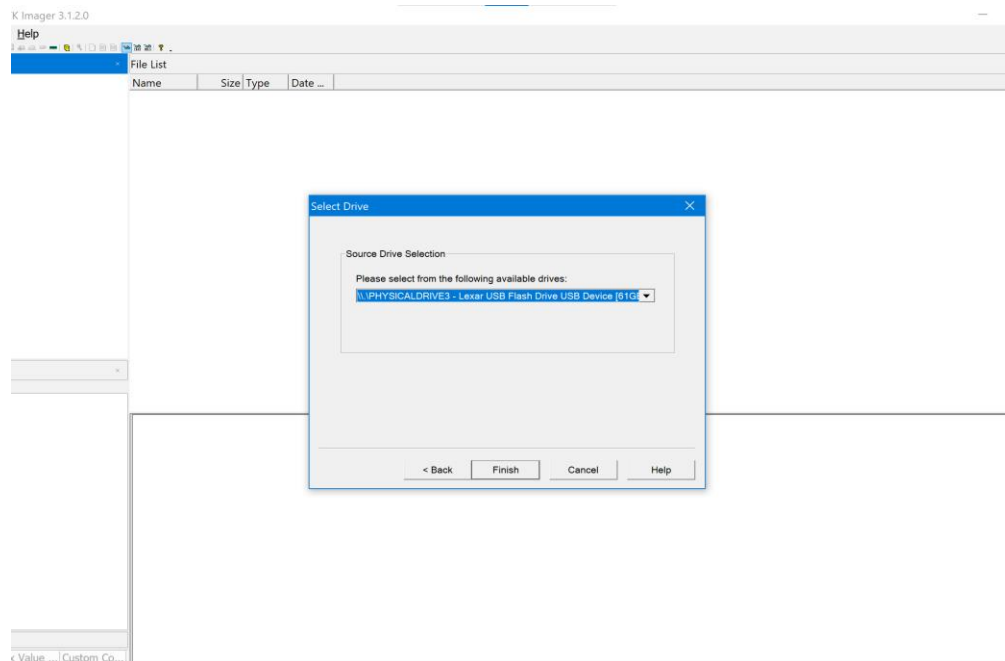 K Imager 3.1.2.0
Help
File List
Name Size Type Date ...
Select Drive
Source Drive Selection
Please select from the following available drives:
\\.\PHYSICALDRIVE3 - Lexar USB Flash Drive USB Device [61GB
< Back Finish Cancel Help
x Value ... Custom Co...